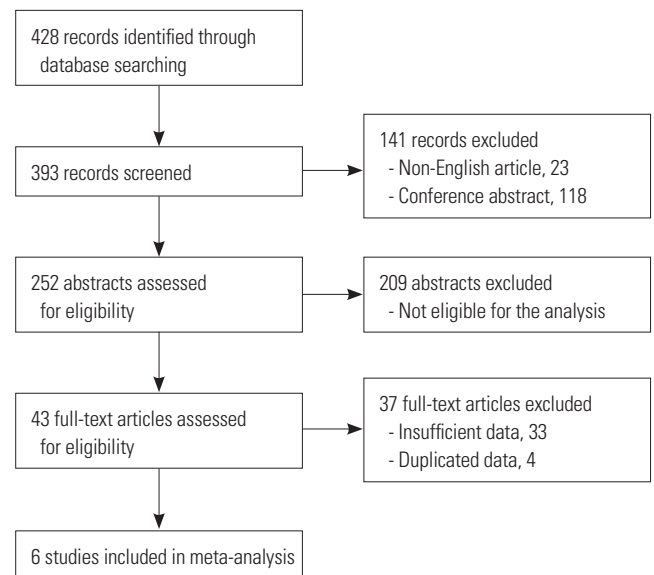 428 records identified through
database searching
393 records screened
141 records excluded
- Non-English article, 23
- Conference abstract, 118
252 abstracts assessed
for eligibility
209 abstracts excluded
- Not eligible for the analysis
43 full-text articles assessed
for eligibility
37 full-text articles excluded
- Insufficient data, 33
- Duplicated data, 4
6 studies included in meta-analysis